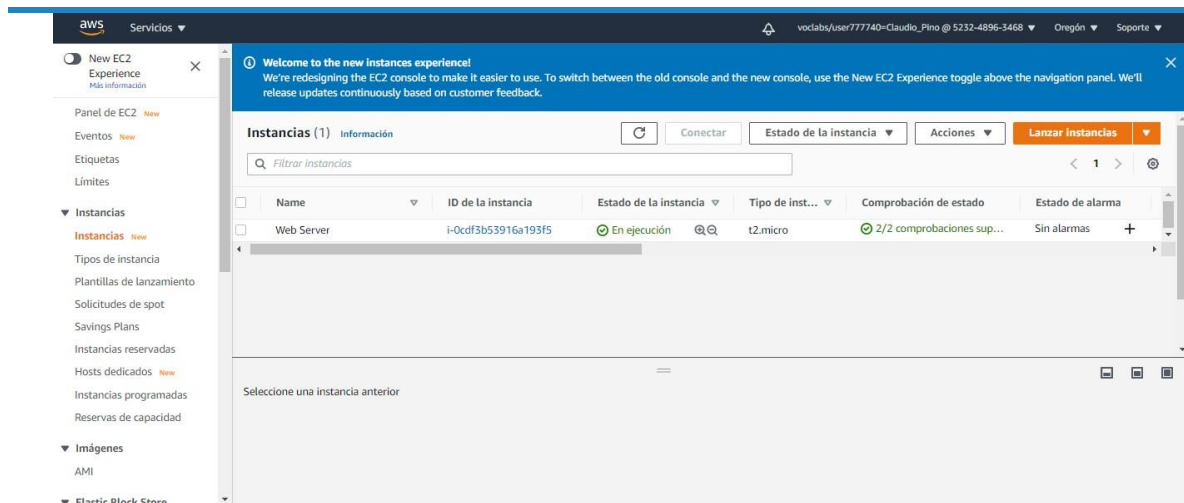 aws Servicios ▼
voclabs/user777740=Claudio_Pino @ 5232-4896-3468 ▼ Oregón ▼ Soporte ▼
New EC2
Experience
Más información
Panel de EC2 New
Eventos New
Etiquetas
Límites
▼ Instancias
Instancias New
Tipos de instancia
Plantillas de lanzamiento
Solicitudes de spot
Savings Plans
Instancias reservadas
Hosts dedicados New
Instancias programadas
Reservas de capacidad
▼ Imágenes
AMI
▼ Elastic Block Store
Welcome to the new instances experience!
We're redesigning the EC2 console to make it easier to use. To switch between the old console and the new console, use the New EC2 Experience toggle above the navigation panel. We'll
release updates continuously based on customer feedback.
Instancias (1) Información
Conectar Estado de la instancia ▼ Acciones ▼ Lanzar instancias ▼
Filtrar instancias
< 1 >
Name ID de la instancia Estado de la instancia Tipo de inst... Comprobación de estado Estado de alarma
Web Server i-0cdf3b53916a193f5 En ejecución t2.micro 2/2 comprobaciones sup... Sin alarmas +
Seleccione una instancia anterior